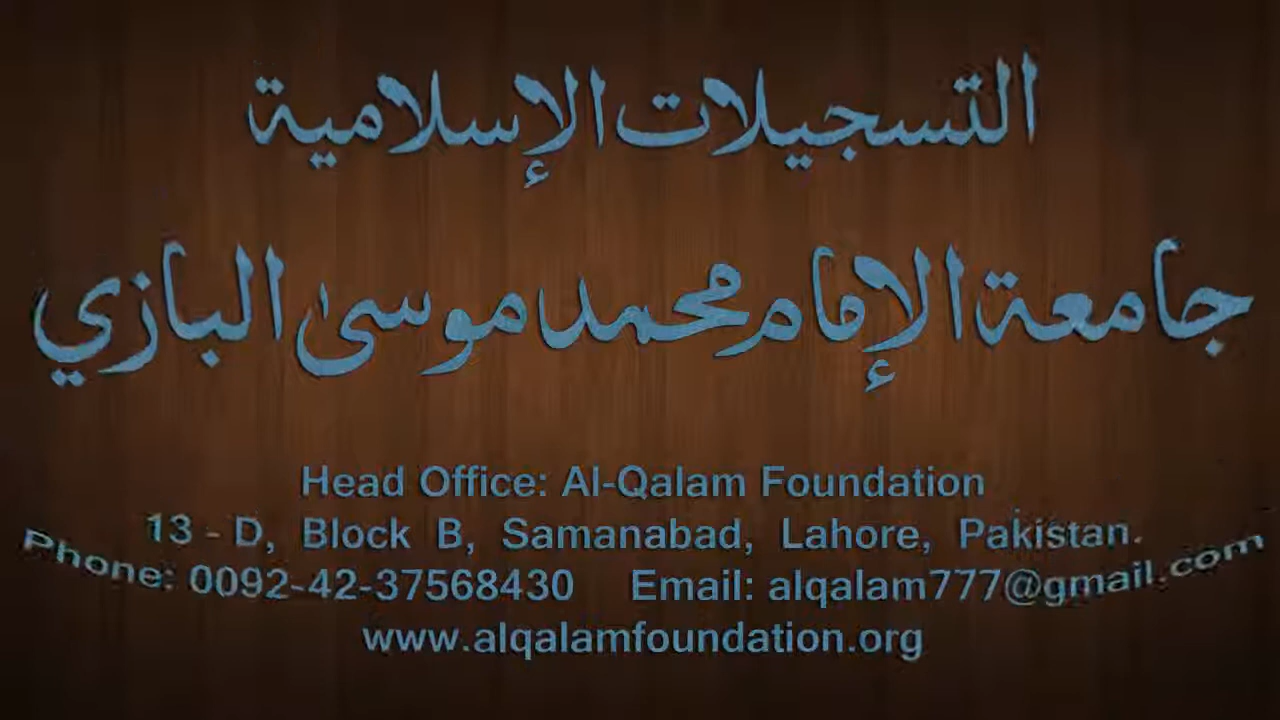 التسجيلات الإسلامية
جامعة الإمام محمد موسىٰ البازي
Head Office: Al-Qalam Foundation
13 - D, Block B, Samanabad, Lahore, Pakistan.
Phone: 0092-42-37568430 Email: alqalam777@gmail.com
www.alqalamfoundation.org